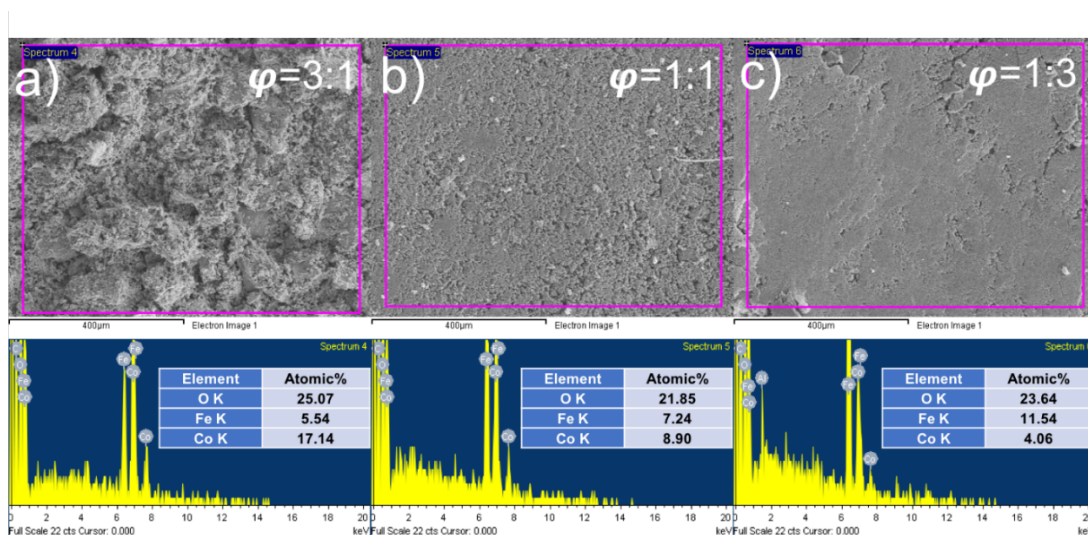 Spectrum 4
a) φ=3:1
Spectrum 5
b) φ=1:1
Spectrum 6
c) φ=1:3
400µm Electron Image 1
400µm Electron Image 1
400µm Electron Image 1
Spectrum 4
C
O
Fe
Co
Fe
Fe
Co
Co
Element Atomic%
O K 25.07
Fe K 5.54
Co K 17.14
0 2 4 6 8 10 12 14 16 18 20
Full Scale 22 cts Cursor: 0.000 keV
Spectrum 5
C
O
Fe
Co
Fe
Fe
Co
Co
Element Atomic%
O K 21.85
Fe K 7.24
Co K 8.90
0 2 4 6 8 10 12 14 16 18 20
Full Scale 22 cts Cursor: 0.000 keV
Spectrum
C
O
Fe
Co
Al
Fe
Fe
Co
Co
Element Atomic%
O K 23.64
Fe K 11.54
Co K 4.06
0 2 4 6 8 10 12 14 16 18 20
Full Scale 22 cts Cursor: 0.000 keV